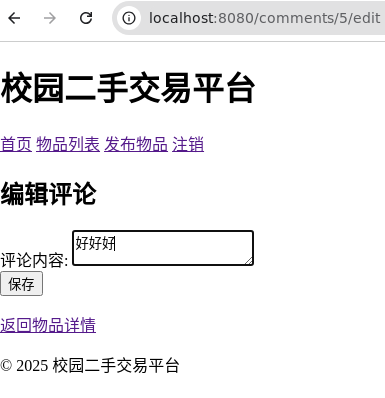 localhost:8080/comments/5/edit
校园二手交易平台
首页 物品列表 发布物品 注销
编辑评论
评论内容: 好好好
保存
返回物品详情
© 2025 校园二手交易平台